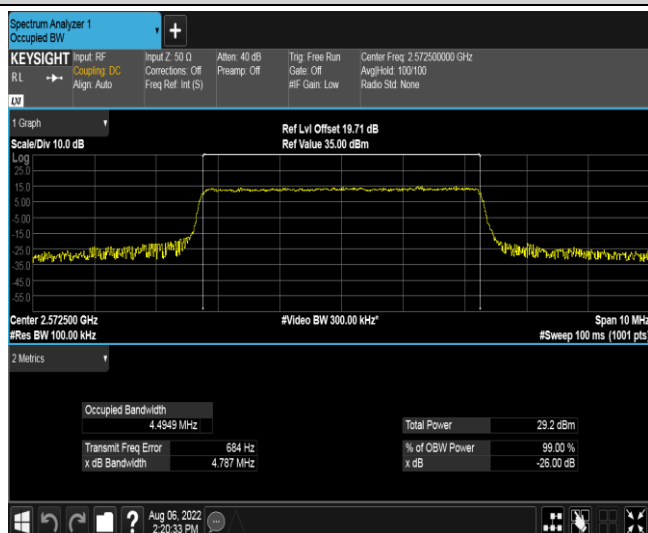 Spectrum Analyzer 1
Occupied BW
+
KEYSIGHT
RL
LXI
Input: RF
Coupling: DC
Align: Auto
Input Z: 50 Ω
Corrections: Off
Freq Ref: Int (S)
Atten: 40 dB
Preamp: Off
Trig: Free Run
Gate: Off
#IF Gain: Low
Center Freq: 2.572500000 GHz
Avg|Hold: 100/100
Radio Std: None
1 Graph
Scale/Div 10.0 dB
Ref Lvl Offset 19.71 dB
Ref Value 35.00 dBm
Log
25.0
15.0
5.00
-5.00
-15.0
-25.0
-35.0
-45.0
-55.0
Center 2.572500 GHz
#Res BW 100.00 kHz
#Video BW 300.00 kHz*
Span 10 MHz
#Sweep 100 ms (1001 pts)
2 Metrics
Occupied Bandwidth
4.4949 MHz
Total Power 29.2 dBm
Transmit Freq Error 684 Hz
% of OBW Power 99.00 %
x dB Bandwidth 4.787 MHz
x dB -26.00 dB
?
Aug 06, 2022
2:20:33 PM